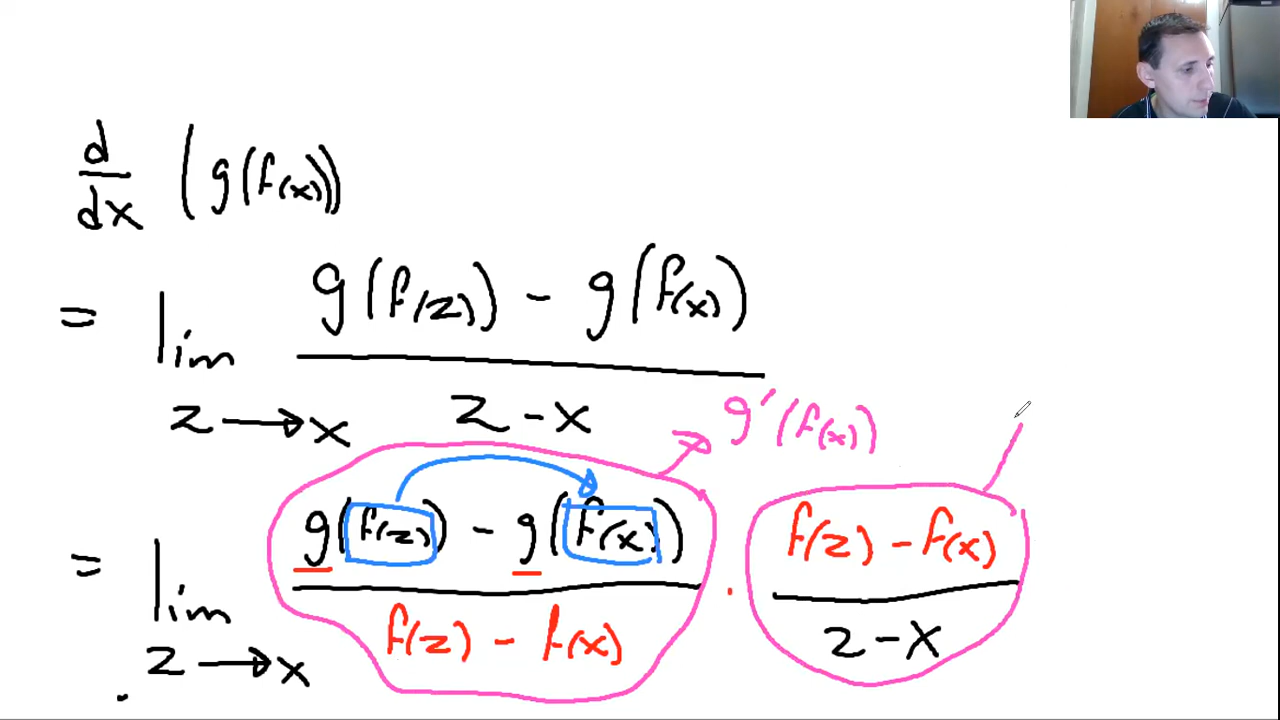 d/dx (g(f(x))
= lim z→x (g(f(z)) - g(f(x))) / (z - x)
g'(f(x))
= lim z→x (g(f(z)) - g(f(x))) / (f(z) - f(x)) . (f(z) - f(x)) / (z - x)